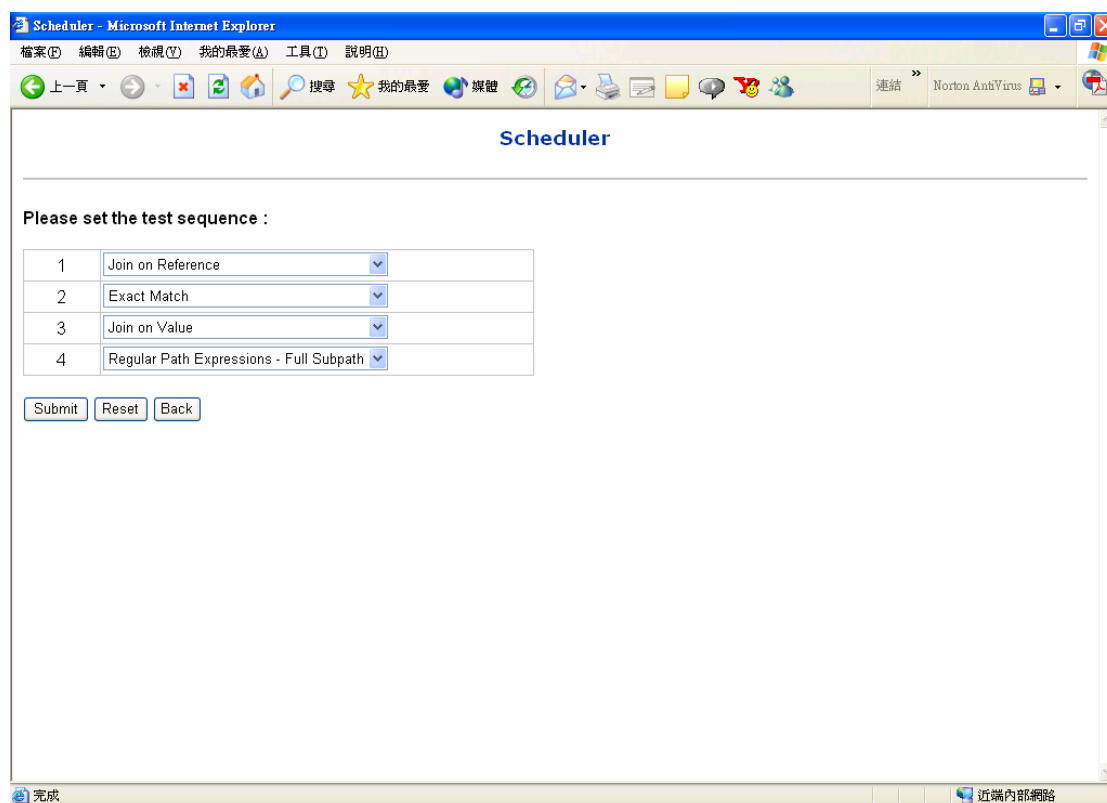 Scheduler - Microsoft Internet Explorer
檔案(F) 編輯(E) 檢視(V) 我的最愛(A) 工具(T) 說明(H)
上一頁 搜尋 我的最愛 媒體 連結 » Norton AntiVirus
Scheduler
Please set the test sequence :
1 Join on Reference
2 Exact Match
3 Join on Value
4 Regular Path Expressions - Full Subpath
Submit Reset Back
完成 近端內部網路